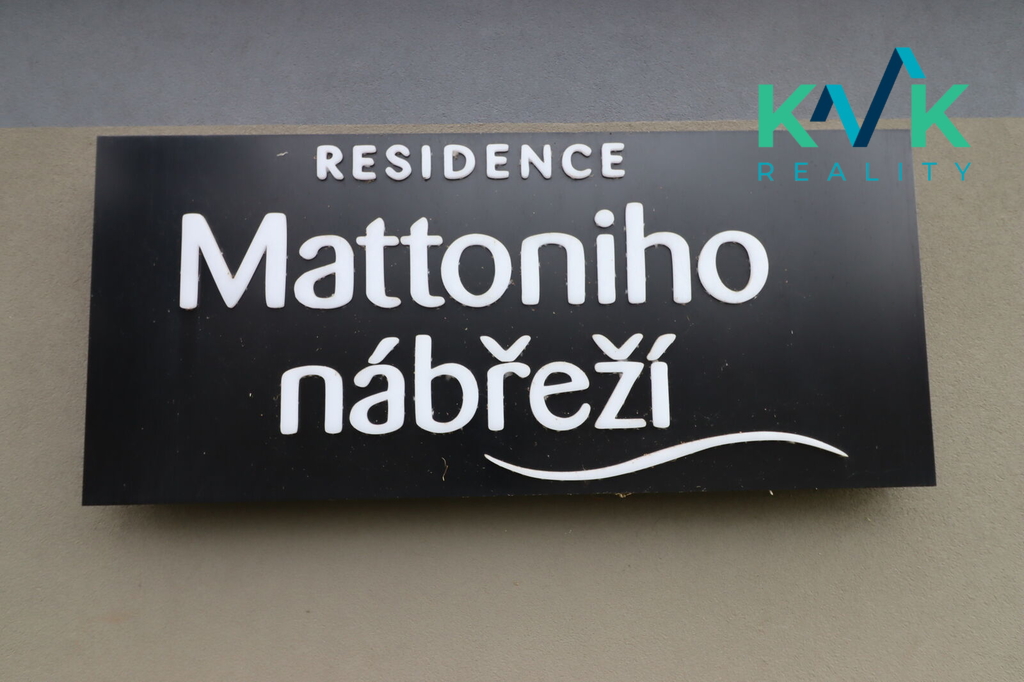 KVK
REALITY
RESIDENCE
Mattoniho
nábřeží